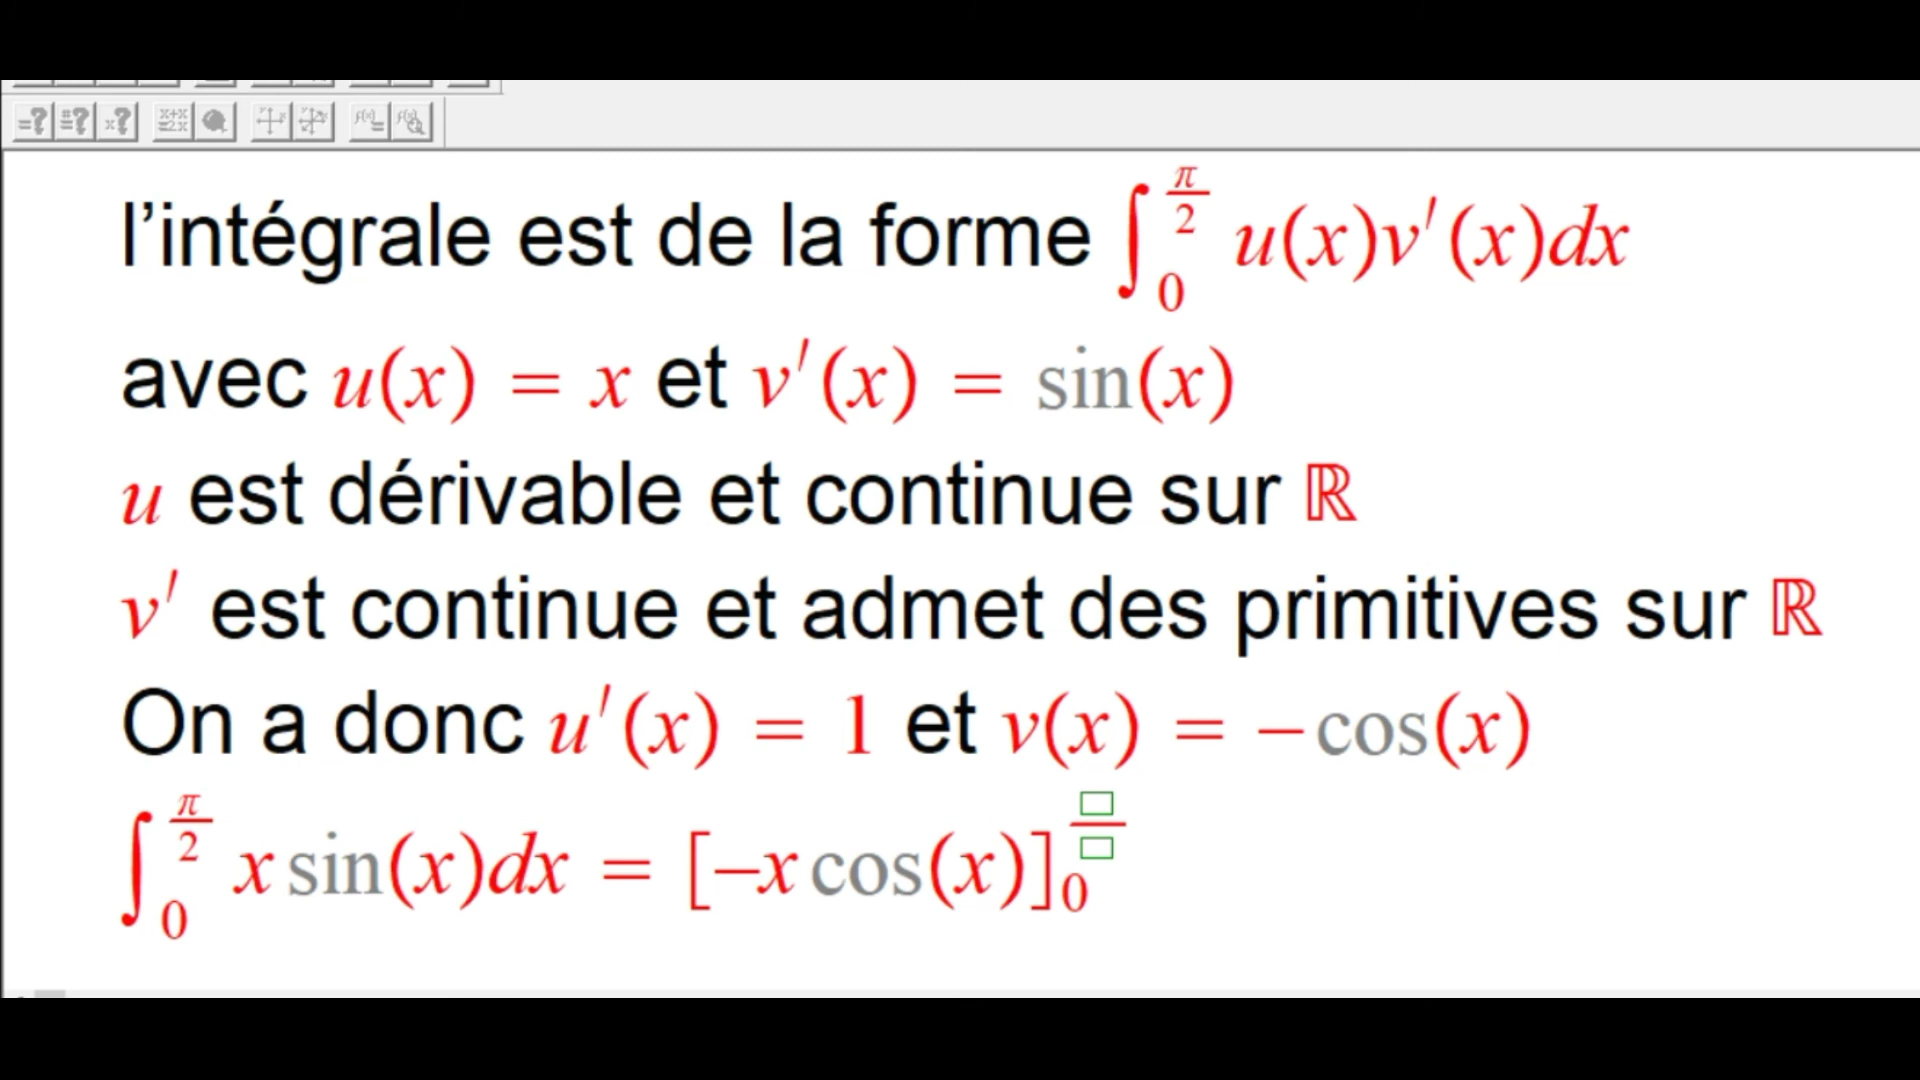 l’intégrale est de la forme ∫₀^(π/2) u(x)v′(x)dx
avec u(x) = x et v′(x) = sin(x)
u est dérivable et continue sur ℝ
v′ est continue et admet des primitives sur ℝ
On a donc u′(x) = 1 et v(x) = −cos(x)
∫₀^(π/2) x sin(x)dx = [−x cos(x)]₀^(□/□)